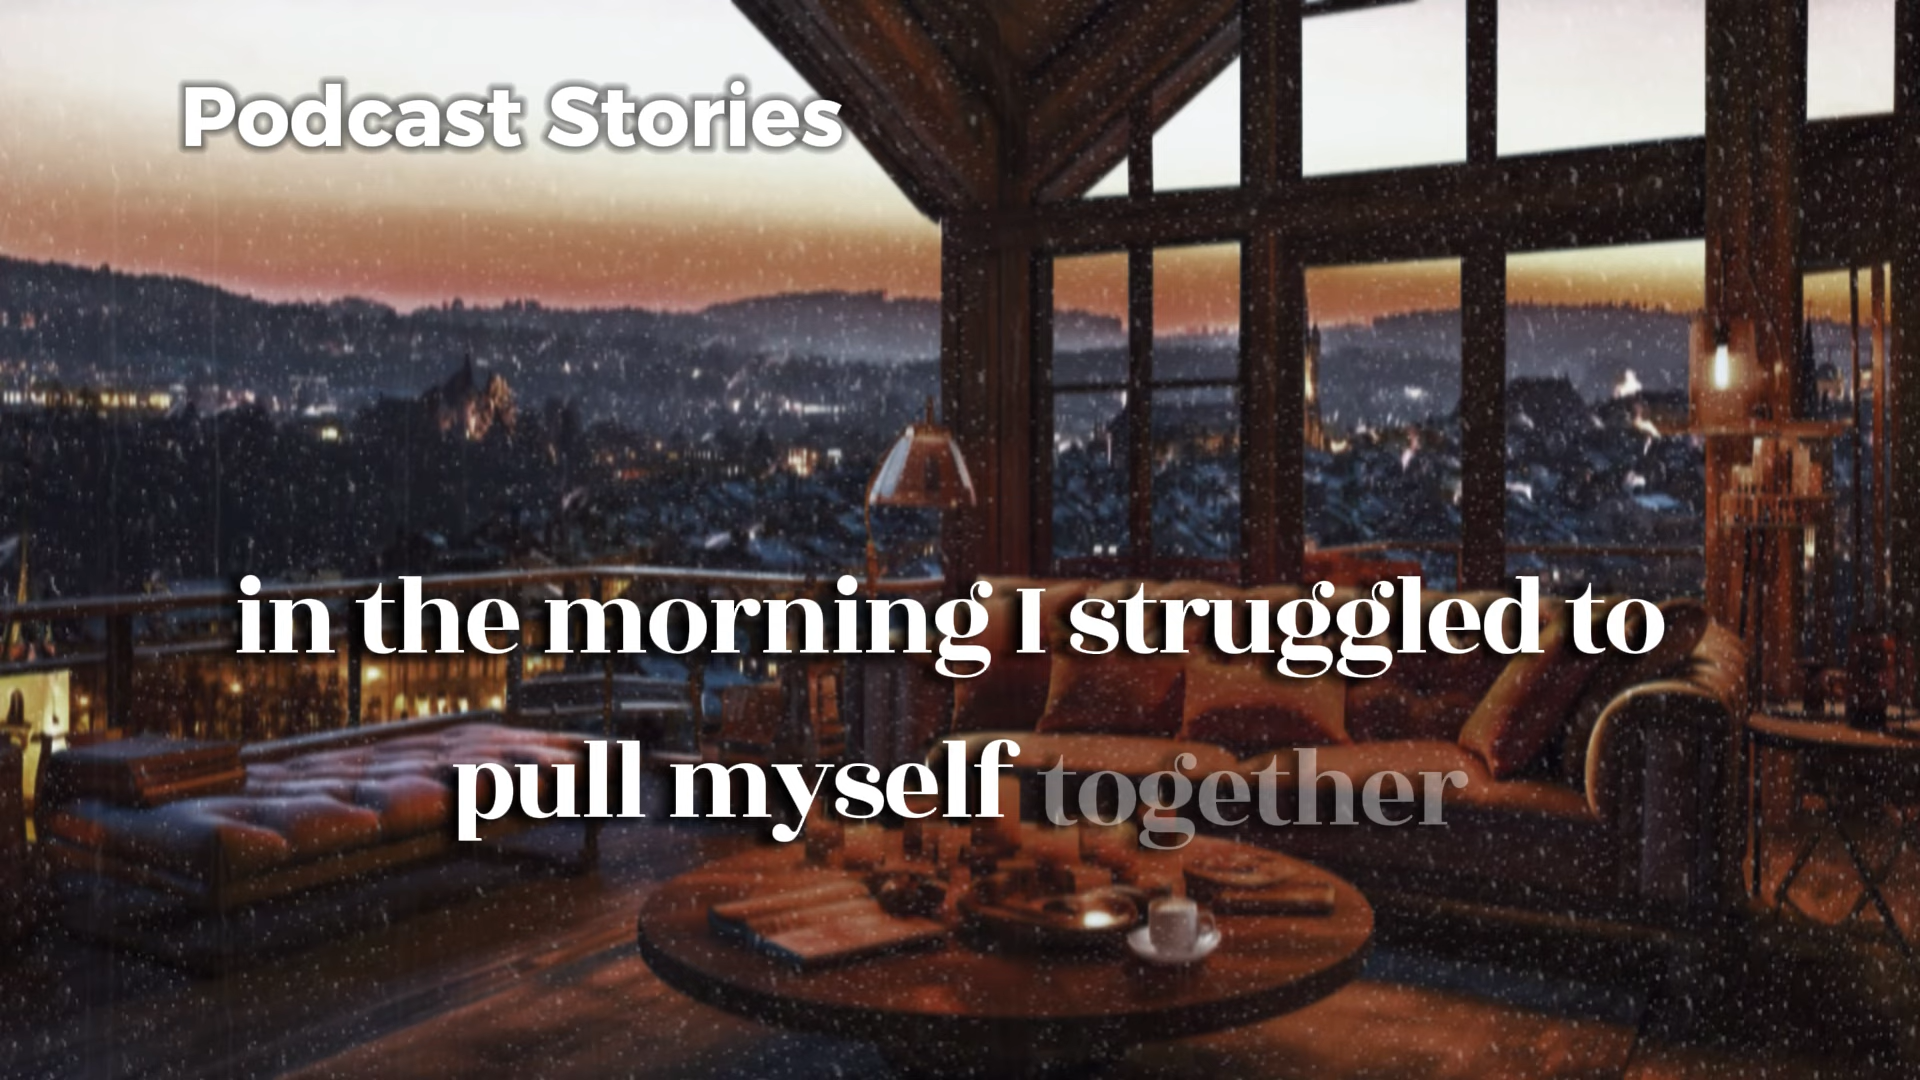 Podcast Stories
in the morning I struggled to
pull myself together